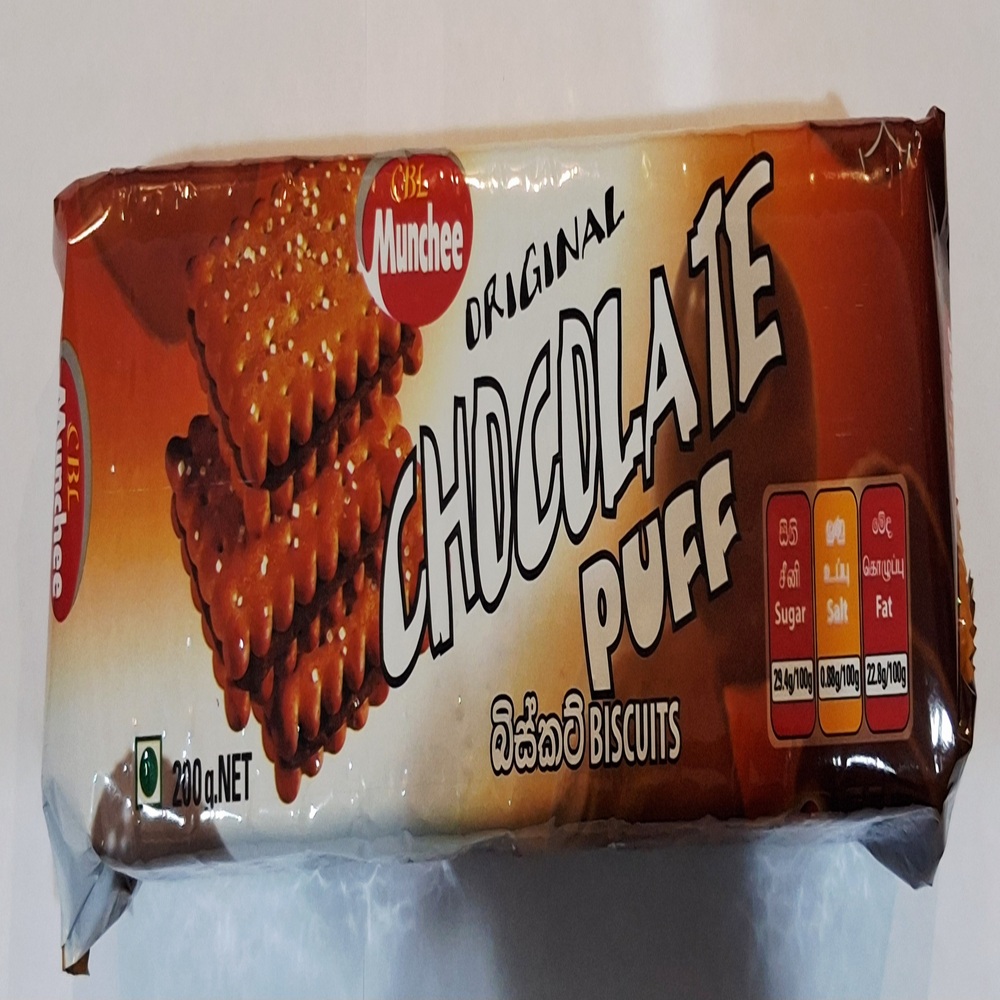 CBL
Munchee
ORIGINAL
CHOCOLATE
PUFF
බිස්කට් BISCUITS
200 g.NET
CBL
Munchee
සීනි
சீனி
Sugar
29.4g/100g
ලුණු
உப்பு
Salt
0.88g/100g
මේද
கொழுப்பு
Fat
22.8g/100g